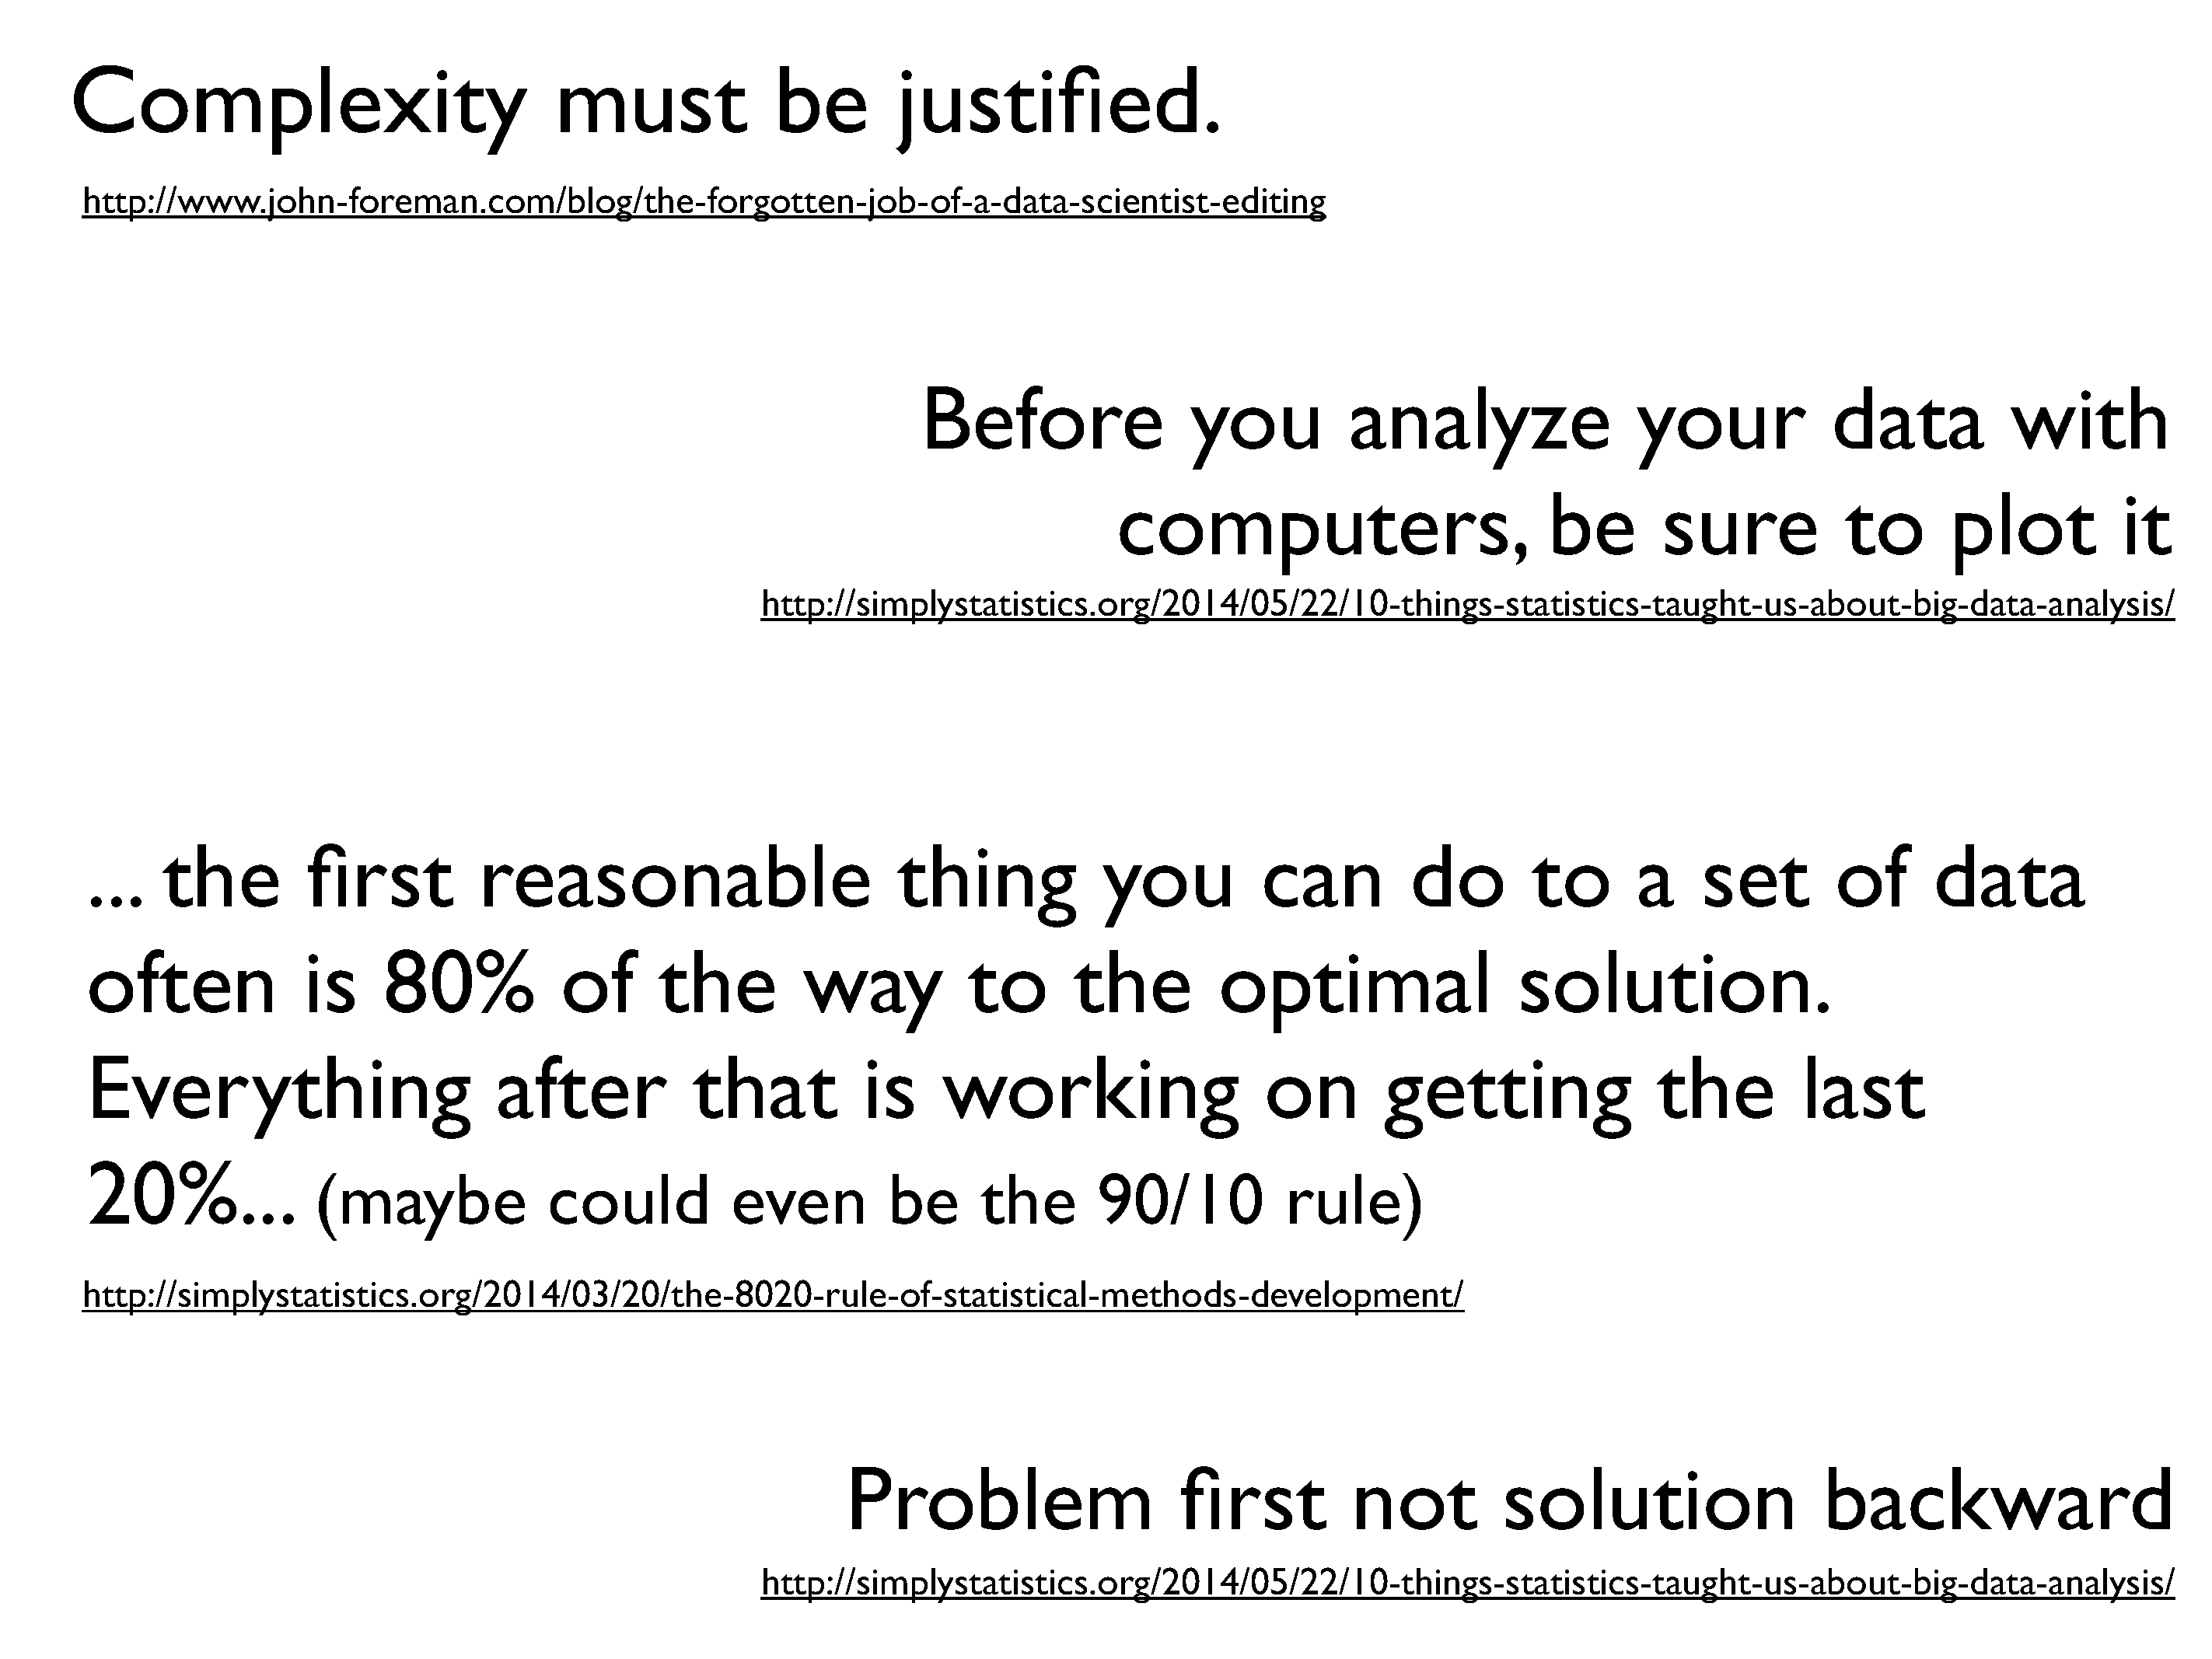 Complexity must be justified.
http://www.john-foreman.com/blog/the-forgotten-job-of-a-data-scientist-editing
Before you analyze your data with
computers, be sure to plot it
http://simplystatistics.org/2014/05/22/10-things-statistics-taught-us-about-big-data-analysis/
... the first reasonable thing you can do to a set of data
often is 80% of the way to the optimal solution.
Everything after that is working on getting the last
20%... (maybe could even be the 90/10 rule)
http://simplystatistics.org/2014/03/20/the-8020-rule-of-statistical-methods-development/
Problem first not solution backward
http://simplystatistics.org/2014/05/22/10-things-statistics-taught-us-about-big-data-analysis/